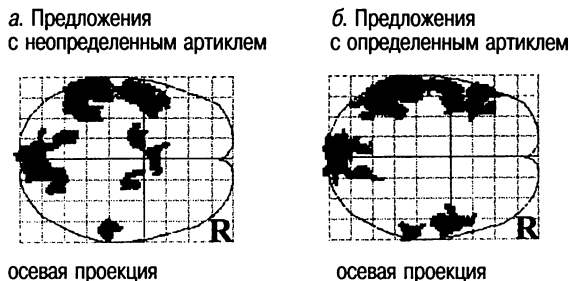 а. Предложения
с неопределенным артиклем
б. Предложения
с определенным артиклем
R
R
осевая проекция
осевая проекция